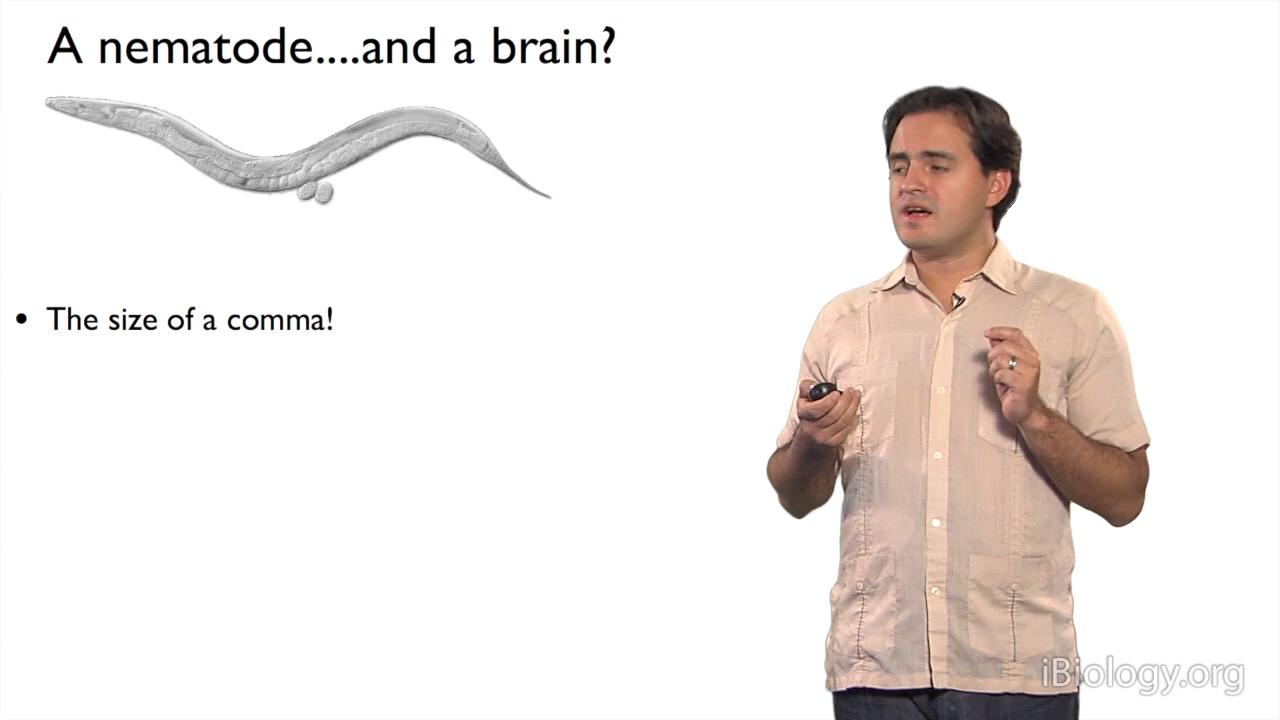 A nematode....and a brain?
• The size of a comma!
iBiology.org